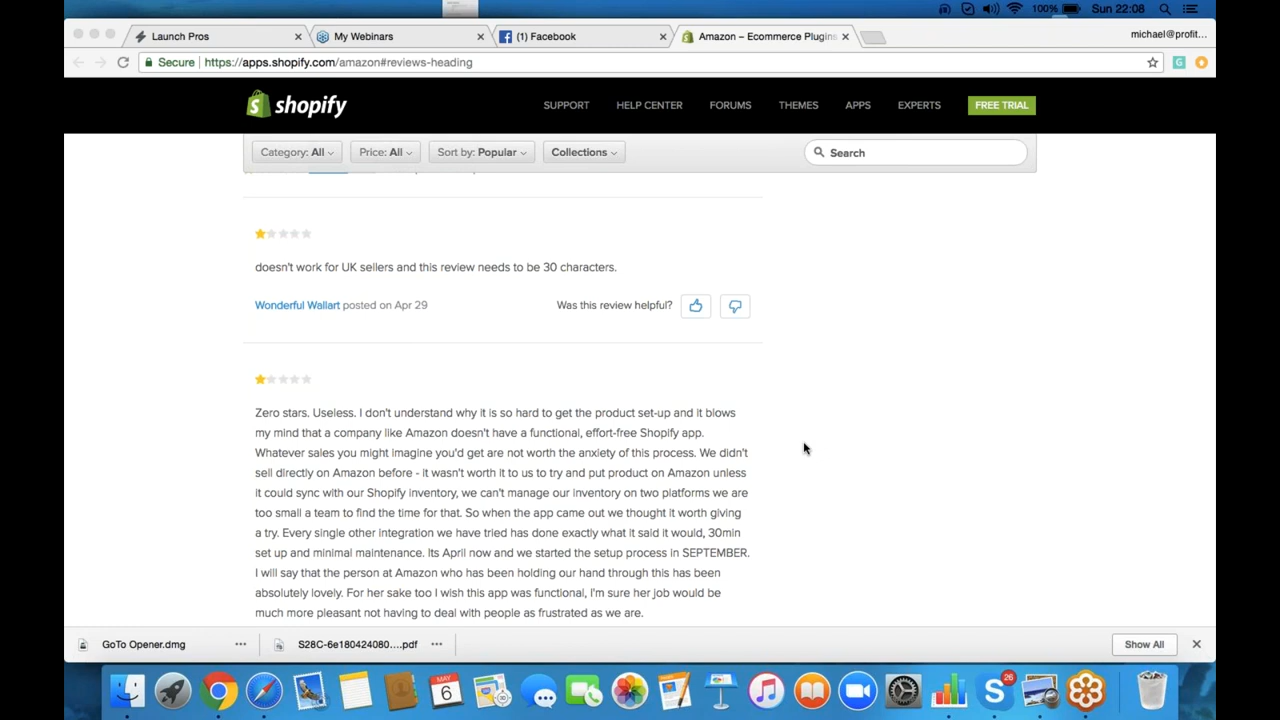 100%
Sun 22:08
Launch Pros
My Webinars
(1) Facebook
Amazon – Ecommerce Plugins
michael@profit...
Secure
https://apps.shopify.com/amazon#reviews-heading
shopify
SUPPORT
HELP CENTER
FORUMS
THEMES
APPS
EXPERTS
FREE TRIAL
Category: All
Price: All
Sort by: Popular
Collections
Search
doesn't work for UK sellers and this review needs to be 30 characters.
Wonderful Wallart posted on Apr 29
Was this review helpful?
Zero stars. Useless. I don't understand why it is so hard to get the product set-up and it blows
my mind that a company like Amazon doesn't have a functional, effort-free Shopify app.
Whatever sales you might imagine you'd get are not worth the anxiety of this process. We didn't
sell directly on Amazon before - it wasn't worth it to us to try and put product on Amazon unless
it could sync with our Shopify inventory, we can't manage our inventory on two platforms we are
too small a team to find the time for that. So when the app came out we thought it worth giving
a try. Every single other integration we have tried has done exactly what it said it would, 30min
set up and minimal maintenance. Its April now and we started the setup process in SEPTEMBER.
I will say that the person at Amazon who has been holding our hand through this has been
absolutely lovely. For her sake too I wish this app was functional, I'm sure her job would be
much more pleasant not having to deal with people as frustrated as we are.
GoTo Opener.dmg
S28C-6e180424080....pdf
Show All
MAY
6
26